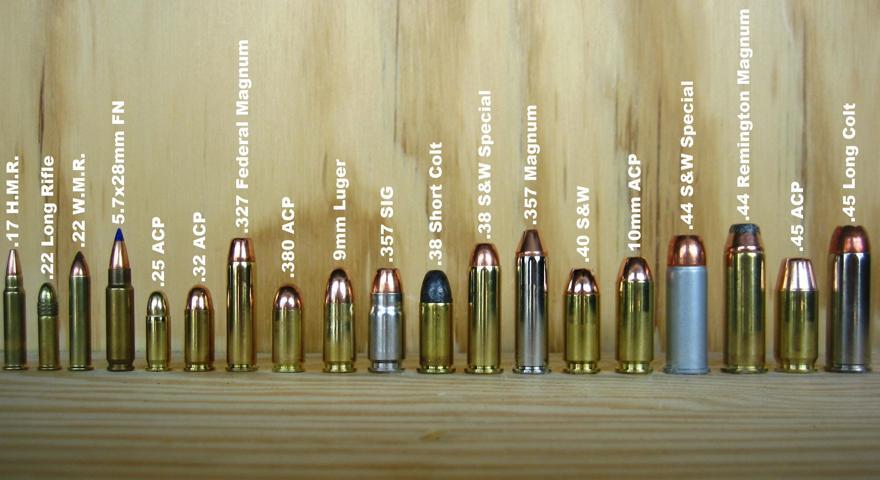 .17 H.M.R.
.22 Long Rifle
.22 W.M.R.
5.7x28mm FN
.25 ACP
.32 ACP
.327 Federal Magnum
.380 ACP
9mm Luger
.357 SIG
.38 Short Colt
.38 S&W Special
.357 Magnum
.40 S&W
10mm ACP
.44 S&W Special
.44 Remington Magnum
.45 ACP
.45 Long Colt